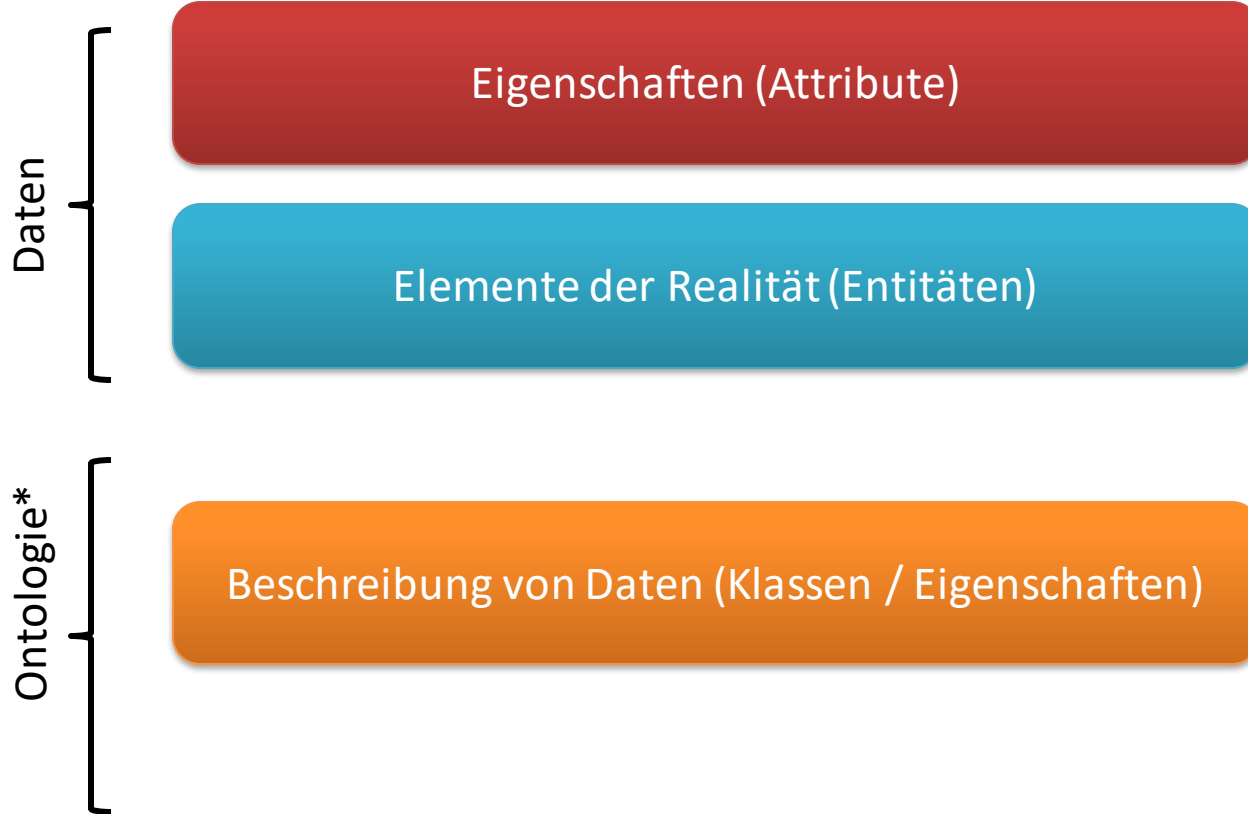 Daten
Eigenschaften (Attribute)
Elemente der Realität (Entitäten)
Ontologie*
Beschreibung von Daten (Klassen / Eigenschaften)